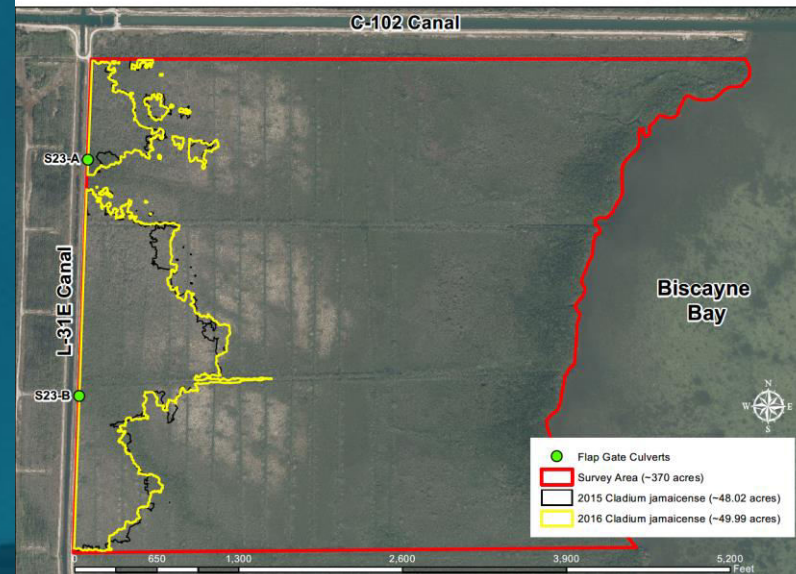 C-102 Canal
S23-A
L-31E Canal
Biscayne
Bay
S23-B
N
W E
S
Flap Gate Culverts
Survey Area (~370 acres)
2015 Cladium jamaicense (~48.02 acres)
2016 Cladium jamaicense (~49.99 acres)
0 650 1,300 2,600 3,900 5,200
Feet